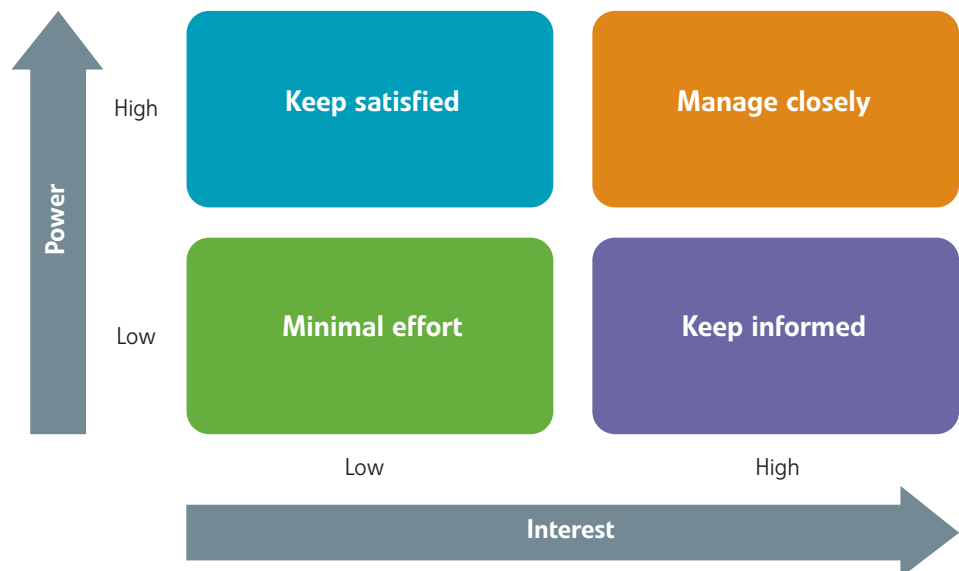 Power
High
Keep satisfied
Manage closely
Low
Minimal effort
Keep informed
Low
High
Interest